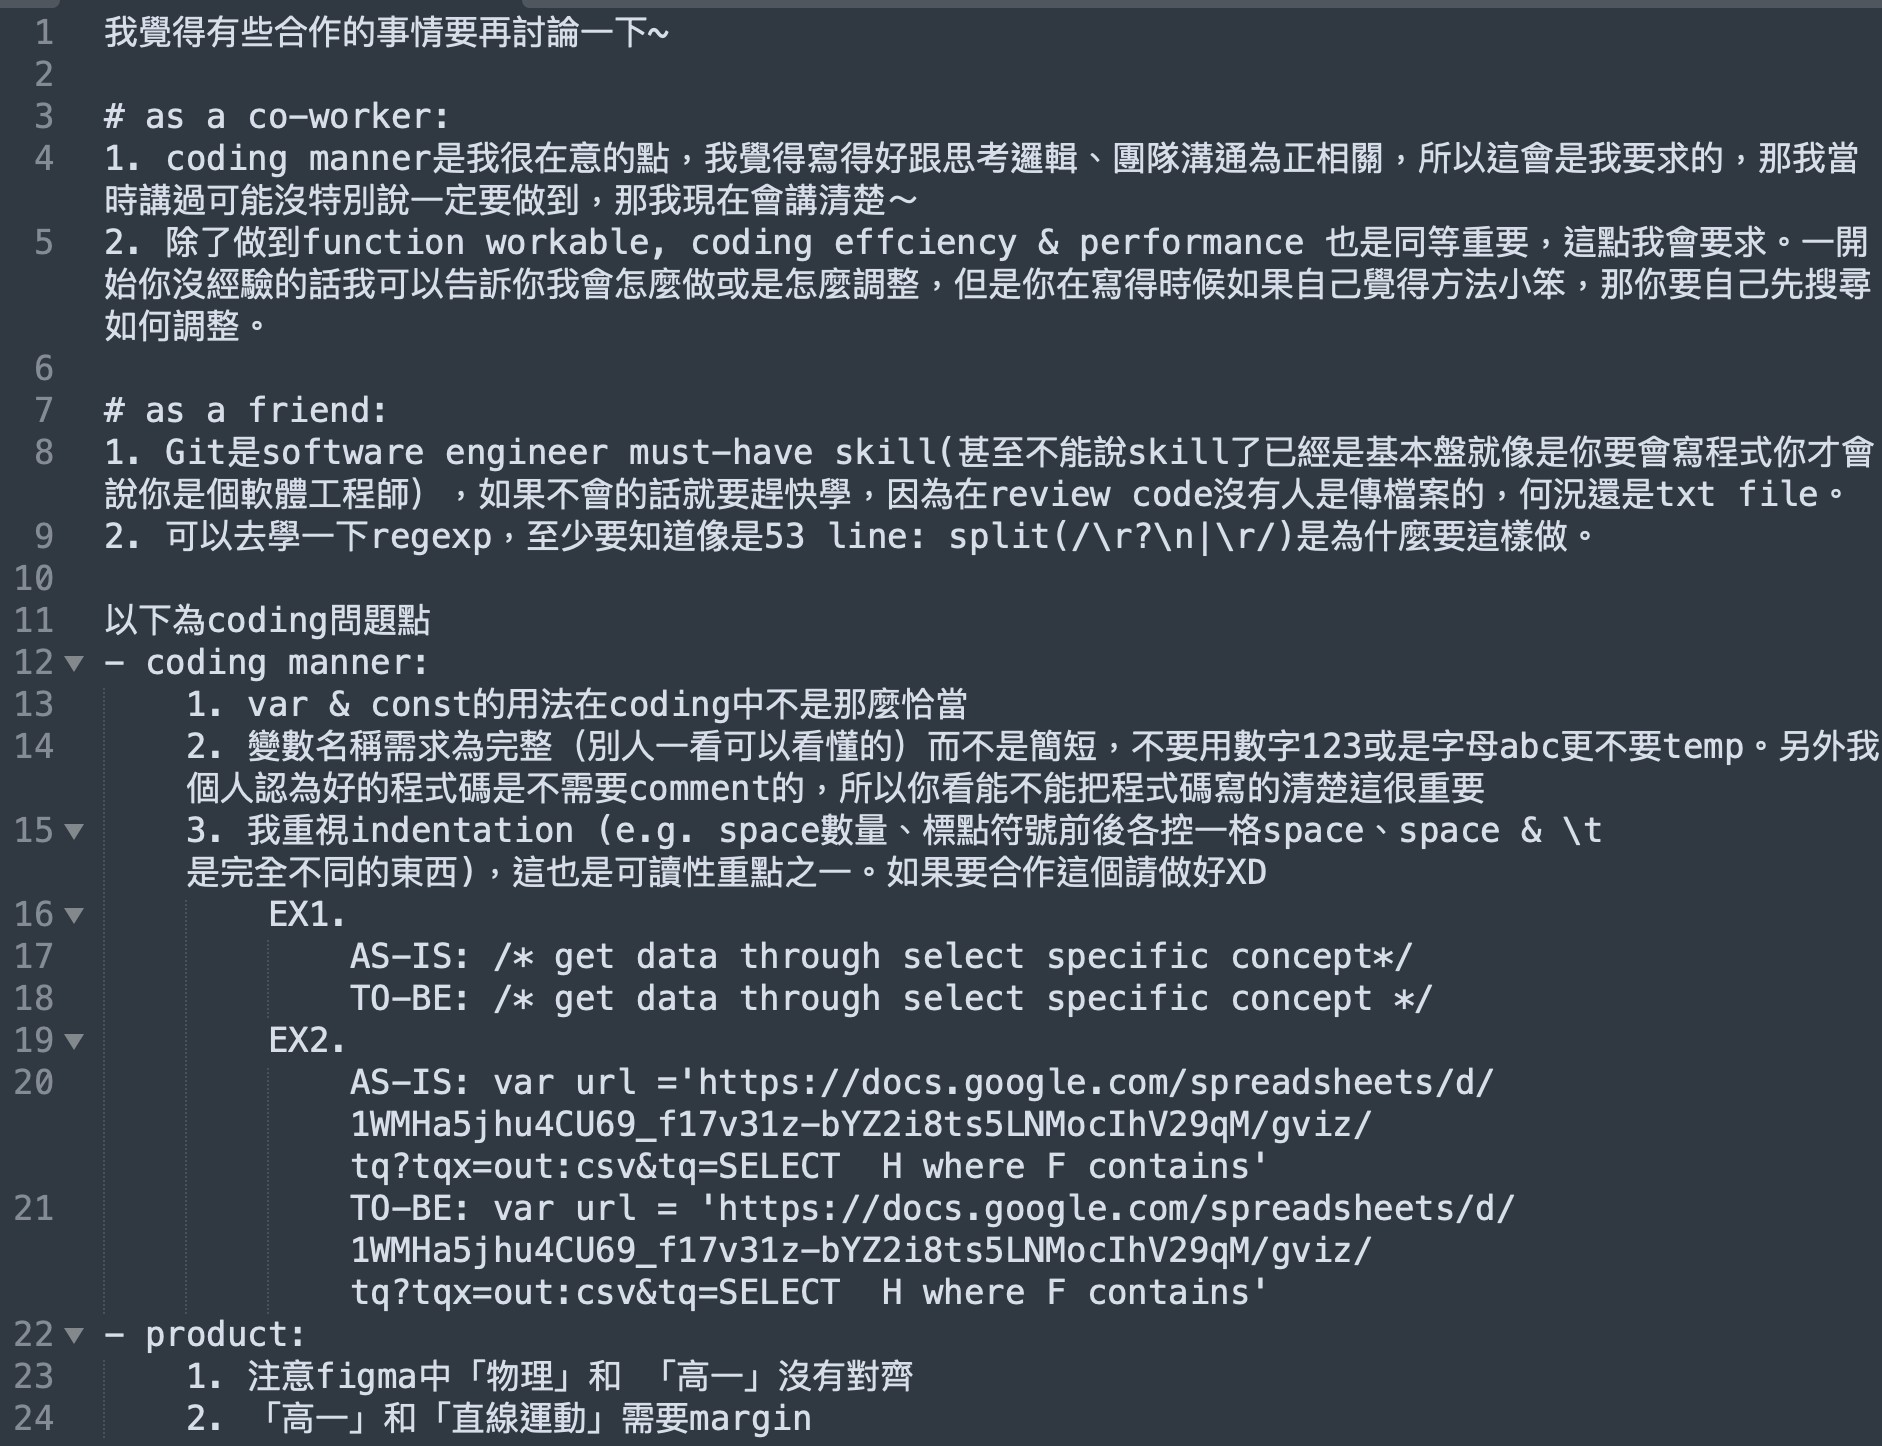 1 我覺得有些合作的事情要再討論一下~
2
3 # as a co-worker:
4 1. coding manner是我很在意的點，我覺得寫得好跟思考邏輯、團隊溝通為正相關，所以這會是我要求的，那我當
時講過可能沒特別說一定要做到，那我現在會講清楚～
5 2. 除了做到function workable, coding effciency & performance 也是同等重要，這點我會要求。一開
始你沒經驗的話我可以告訴你我會怎麼做或是怎麼調整，但是你在寫得時候如果自己覺得方法小笨，那你要自己先搜尋
如何調整。
6
7 # as a friend:
8 1. Git是software engineer must-have skill(甚至不能說skill了已經是基本盤就像是你要會寫程式你才會
說你是個軟體工程師），如果不會的話就要趕快學，因為在review code沒有人是傳檔案的，何況還是txt file。
9 2. 可以去學一下regexp，至少要知道像是53 line: split(/\r?\n|\r/)是為什麼要這樣做。
10
11 以下為coding問題點
12 - coding manner:
13 1. var & const的用法在coding中不是那麼恰當
14 2. 變數名稱需求為完整（別人一看可以看懂的）而不是簡短，不要用數字123或是字母abc更不要temp。另外我
個人認為好的程式碼是不需要comment的，所以你看能不能把程式碼寫的清楚這很重要
15 3. 我重視indentation (e.g. space數量、標點符號前後各控一格space、space & \t
是完全不同的東西)，這也是可讀性重點之一。如果要合作這個請做好XD
16 EX1.
17 AS-IS: /* get data through select specific concept*/
18 TO-BE: /* get data through select specific concept */
19 EX2.
20 AS-IS: var url ='https://docs.google.com/spreadsheets/d/
1WMHa5jhu4CU69_f17v31z-bYZ2i8ts5LNMocIhV29qM/gviz/
tq?tqx=out:csv&tq=SELECT  H where F contains'
21 TO-BE: var url = 'https://docs.google.com/spreadsheets/d/
1WMHa5jhu4CU69_f17v31z-bYZ2i8ts5LNMocIhV29qM/gviz/
tq?tqx=out:csv&tq=SELECT  H where F contains'
22 - product:
23 1. 注意figma中「物理」和 「高一」沒有對齊
24 2. 「高一」和「直線運動」需要margin